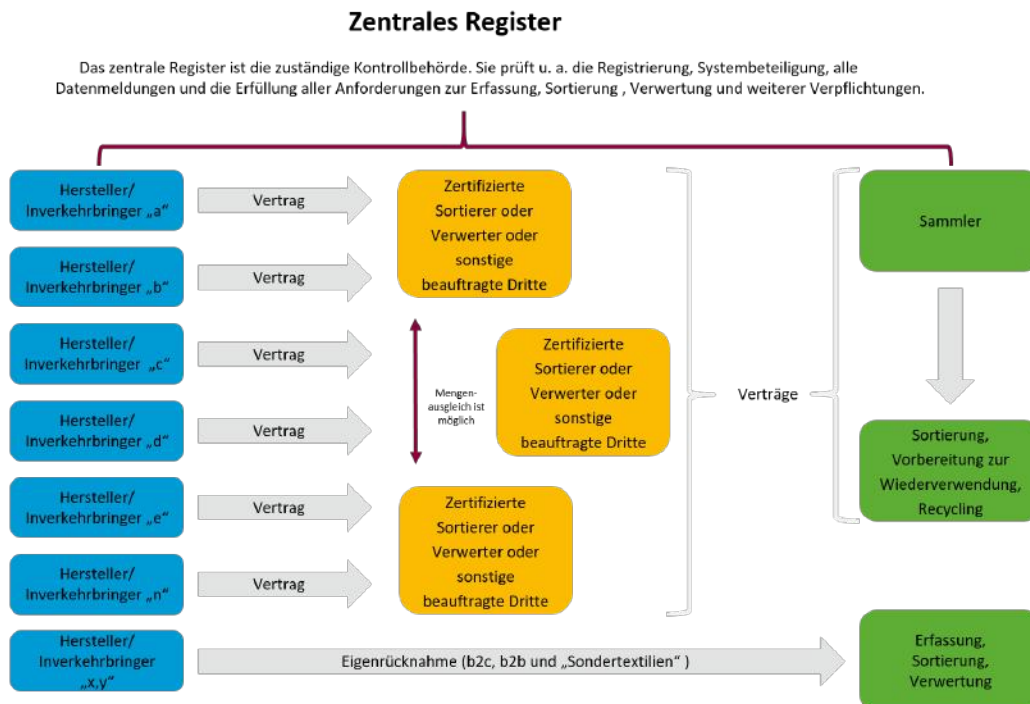 Zentrales Register
Das zentrale Register ist die zuständige Kontrollbehörde. Sie prüft u. a. die Registrierung, Systembeteiligung, alle
Datenmeldungen und die Erfüllung aller Anforderungen zur Erfassung, Sortierung , Verwertung und weiterer Verpflichtungen.
Hersteller/
Inverkehrbringer „a“
Vertrag
Hersteller/
Inverkehrbringer „b“
Vertrag
Hersteller/
Inverkehrbringer „c“
Vertrag
Hersteller/
Inverkehrbringer „d“
Vertrag
Hersteller/
Inverkehrbringer „e“
Vertrag
Hersteller/
Inverkehrbringer „n“
Vertrag
Zertifizierte
Sortierer oder
Verwerter oder
sonstige
beauftragte Dritte
Mengen-
ausgleich ist
möglich
Zertifizierte
Sortierer oder
Verwerter oder
sonstige
beauftragte Dritte
Zertifizierte
Sortierer oder
Verwerter oder
sonstige
beauftragte Dritte
Verträge
Sammler
Sortierung,
Vorbereitung zur
Wiederverwendung,
Recycling
Hersteller/
Inverkehrbringer
„x,y“
Eigenrücknahme (b2c, b2b und „Sondertextilien“ )
Erfassung,
Sortierung,
Verwertung